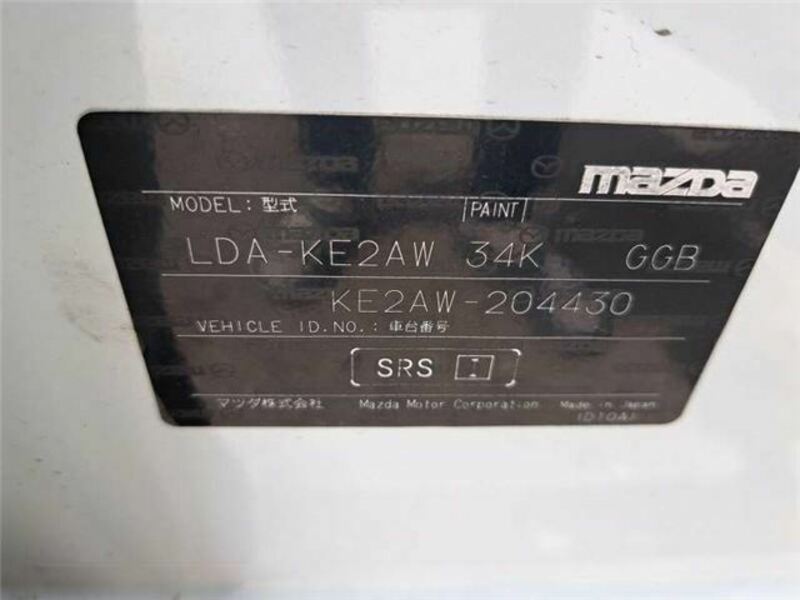 mazda
MODEL: 型式 PAINT
LDA-KE2AW 34K GGB
KE2AW-204430
VEHICLE ID.NO.: 車台番号
SRS I
マツダ株式会社 Mazda Motor Corporation Made in Japan